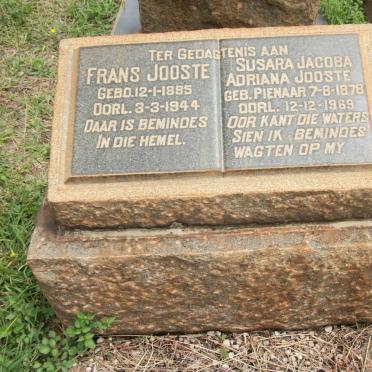 TER GEDAGTENIS AAN
FRANS JOOSTE
GEBD. 12-1-1885
OORL. 3-3-1944
DAAR IS BEMINDES
IN DIE HEMEL.
SUSARA JACOBA
ADRIANA JOOSTE
GEB. PIENAAR 7-8-1878
OORL. 12-12-1969
OOR KANT DIE WATERS
SIEN IK BEMINDES
WAGTEN OP MY